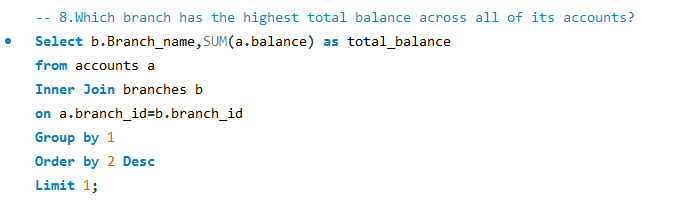 -- 8.Which branch has the highest total balance across all of its accounts?
Select b.Branch_name,SUM(a.balance) as total_balance
from accounts a
Inner Join branches b
on a.branch_id=b.branch_id
Group by 1
Order by 2 Desc
Limit 1;